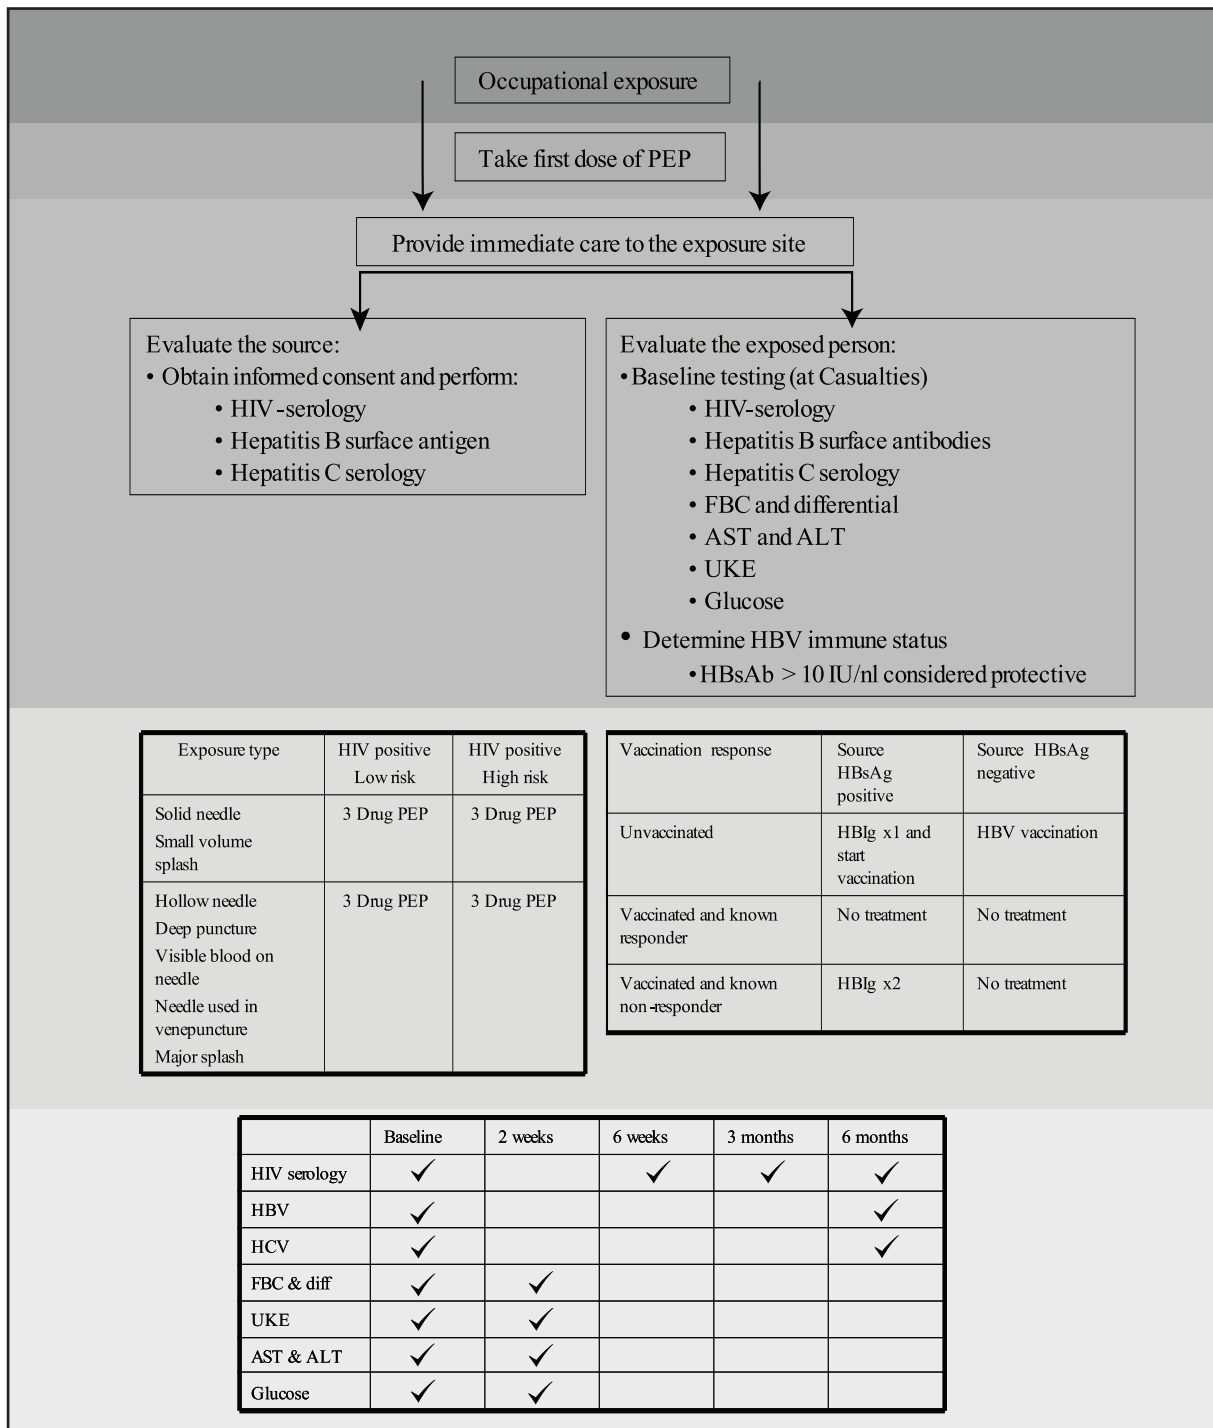 Occupational exposure
Take first dose of PEP
Provide immediate care to the exposure site
Evaluate the source:
• Obtain informed consent and perform:
• HIV-serology
• Hepatitis B surface antigen
• Hepatitis C serology
Evaluate the exposed person:
•Baseline testing (at Casualties)
• HIV-serology
• Hepatitis B surface antibodies
• Hepatitis C serology
• FBC and differential
• AST and ALT
• UKE
• Glucose
• Determine HBV immune status
•HBsAb > 10 IU/nl considered protective
Exposure type
HIV positive
Low risk
HIV positive
High risk
Solid needle
Small volume
splash
3 Drug PEP
3 Drug PEP
Hollow needle
Deep puncture
Visible blood on
needle
Needle used in
venepuncture
Major splash
3 Drug PEP
3 Drug PEP
Vaccination response
Source
HBsAg
positive
Source HBsAg
negative
Unvaccinated
HBIg x1 and
start
vaccination
HBV vaccination
Vaccinated and known
responder
No treatment
No treatment
Vaccinated and known
non-responder
HBIg x2
No treatment
Baseline 2 weeks 6 weeks 3 months 6 months
HIV serology ✓ ✓ ✓ ✓
HBV ✓ ✓
HCV ✓ ✓
FBC & diff ✓ ✓
UKE ✓ ✓
AST & ALT ✓ ✓
Glucose ✓ ✓